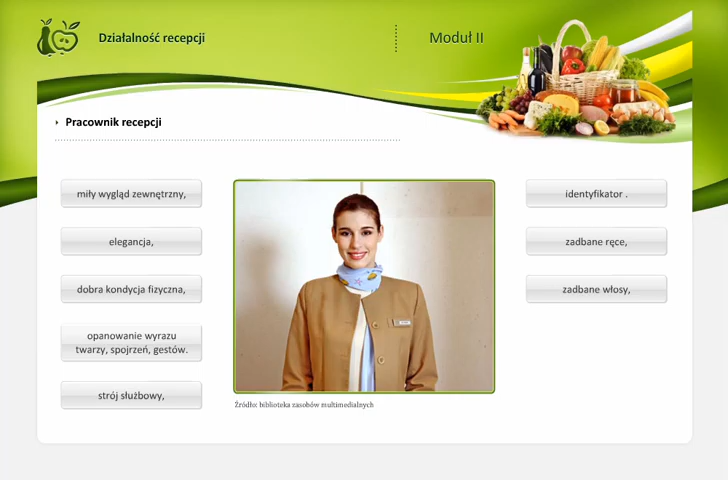 Działalność recepcji
Moduł II
Pracownik recepcji
miły wygląd zewnętrzny,
elegancja,
dobra kondycja fizyczna,
opanowanie wyrazu
twarzy, spojrzeń, gestów.
strój służbowy,
identyfikator .
zadbane ręce,
zadbane włosy,
Źródło: biblioteka zasobów multimedialnych